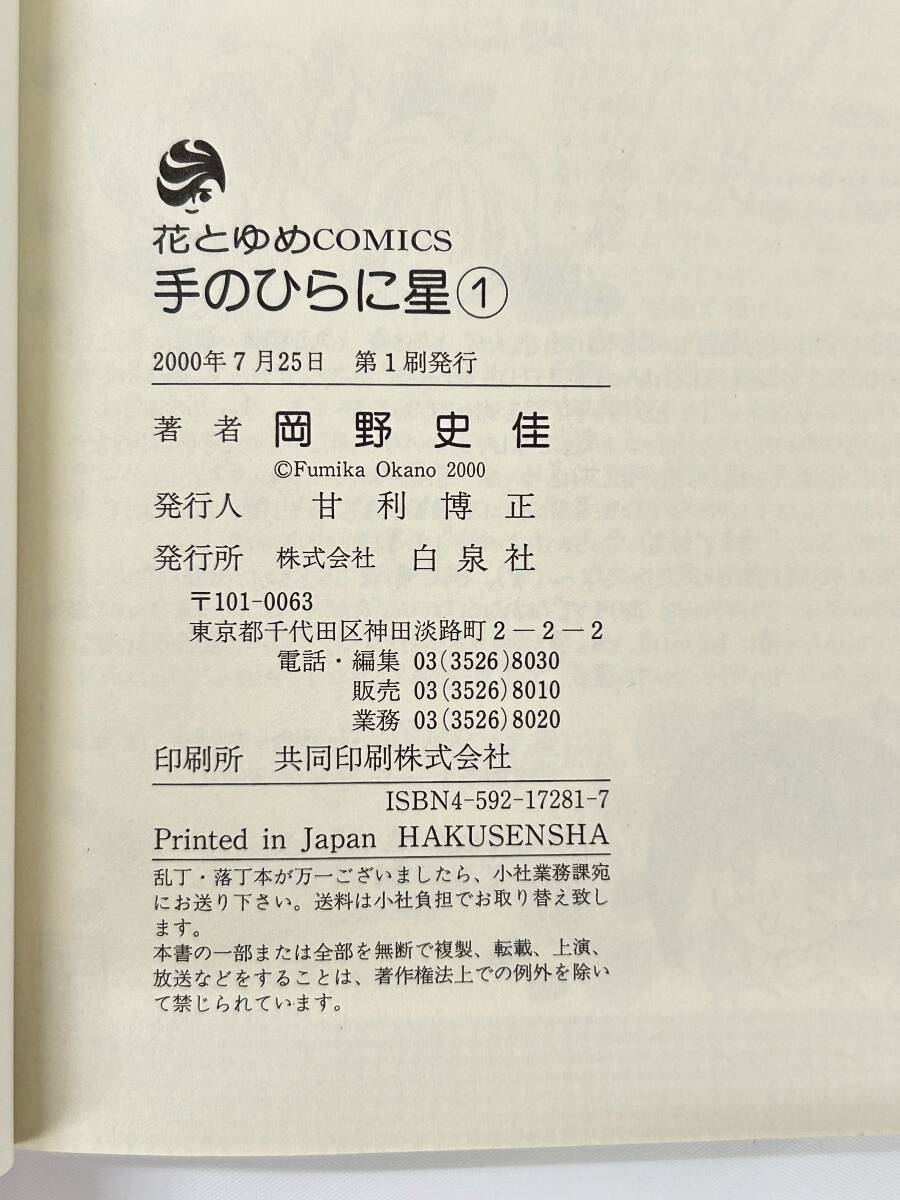 花とゆめCOMICS
手のひらに星①
2000年7月25日　第1刷発行
著者　岡野史佳
©Fumika Okano 2000
発行人　甘利博正
発行所　株式会社　白泉社
〒101-0063
東京都千代田区神田淡路町2－2－2
電話・編集 03(3526)8030
販売 03(3526)8010
業務 03(3526)8020
印刷所　共同印刷株式会社
ISBN4-592-17281-7
Printed in Japan HAKUSENSHA
乱丁・落丁本が万一ございましたら、小社業務課宛
にお送り下さい。送料は小社負担でお取り替え致し
ます。
本書の一部または全部を無断で複製、転載、上演、
放送などをすることは、著作権法上での例外を除い
て禁じられています。